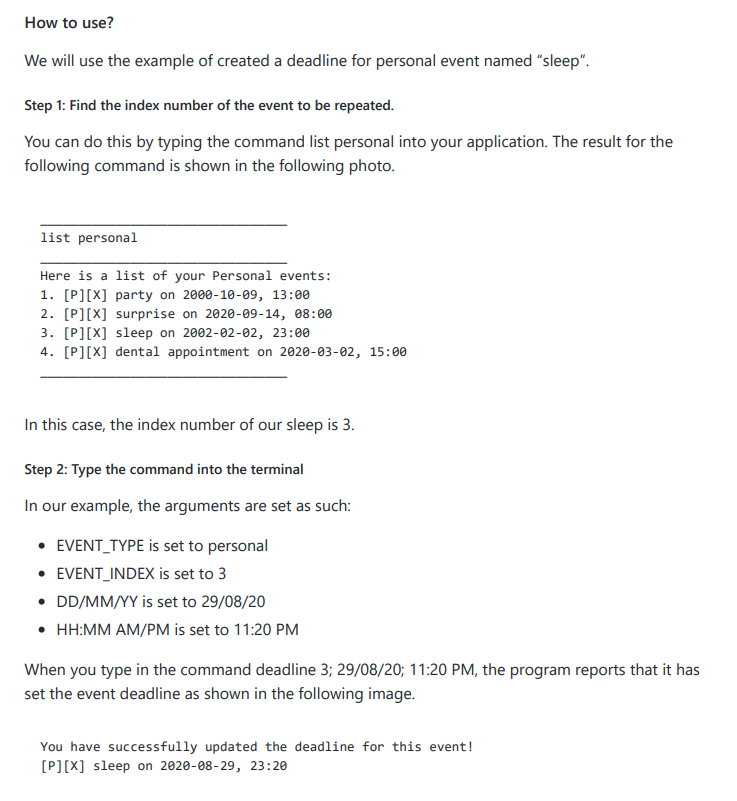 How to use?
We will use the example of created a deadline for personal event named “sleep”.
Step 1: Find the index number of the event to be repeated.
You can do this by typing the command list personal into your application. The result for the
following command is shown in the following photo.
list personal
Here is a list of your Personal events:
1. [P][X] party on 2000-10-09, 13:00
2. [P][X] surprise on 2020-09-14, 08:00
3. [P][X] sleep on 2002-02-02, 23:00
4. [P][X] dental appointment on 2020-03-02, 15:00
In this case, the index number of our sleep is 3.
Step 2: Type the command into the terminal
In our example, the arguments are set as such:
• EVENT_TYPE is set to personal
• EVENT_INDEX is set to 3
• DD/MM/YY is set to 29/08/20
• HH:MM AM/PM is set to 11:20 PM
When you type in the command deadline 3; 29/08/20; 11:20 PM, the program reports that it has
set the event deadline as shown in the following image.
You have successfully updated the deadline for this event!
[P][X] sleep on 2020-08-29, 23:20